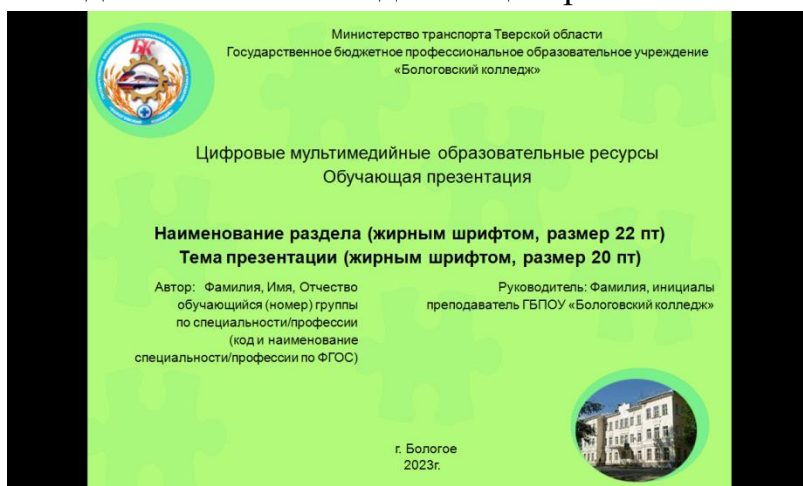 Министерство транспорта Тверской области
Государственное бюджетное профессиональное образовательное учреждение
«Бологовский колледж»
БК
Цифровые мультимедийные образовательные ресурсы
Обучающая презентация
Наименование раздела (жирным шрифтом, размер 22 пт)
Тема презентации (жирным шрифтом, размер 20 пт)
Автор: Фамилия, Имя, Отчество
обучающийся (номер) группы
по специальности/профессии
(код и наименование
специальности/профессии по ФГОС)
Руководитель: Фамилия, инициалы
преподаватель ГБПОУ «Бологовский колледж»
г. Бологое
2023г.